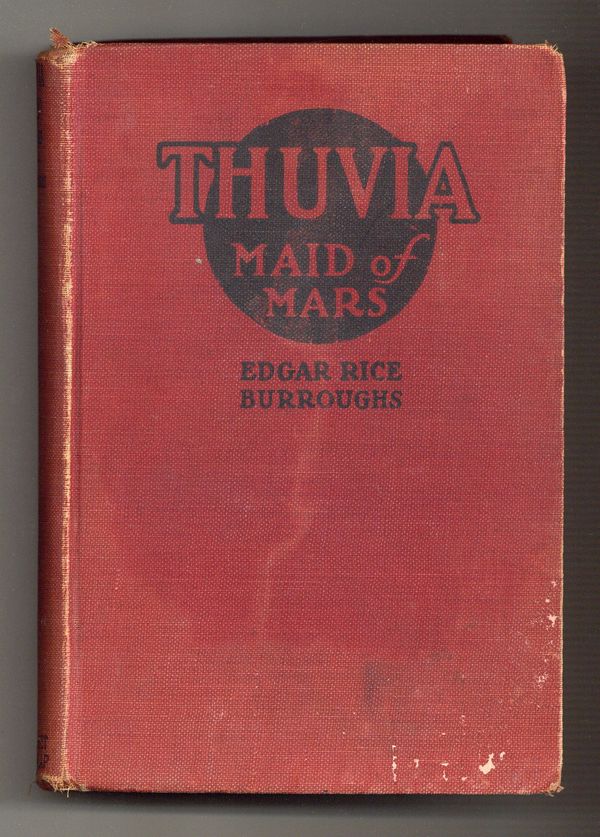 THUVIA
MAID of
MARS
EDGAR RICE
BURROUGHS